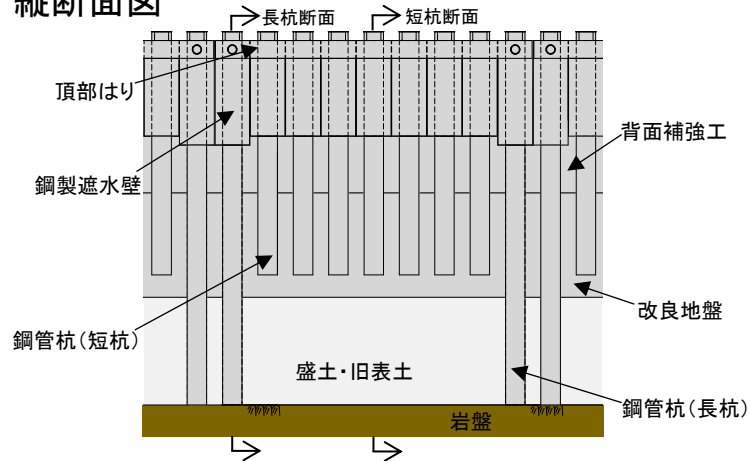 縦断面図
長杭断面
短杭断面
頂部はり
背面補強工
鋼製遮水壁
改良地盤
鋼管杭(短杭)
盛土・旧表土
鋼管杭(長杭)
岩盤